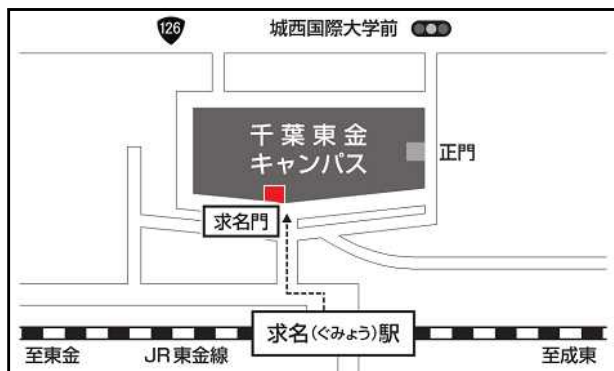 126
城西国際大学前
千葉東金
キャンパス
正門
求名門
求名(ぐみょう)駅
至東金
JR東金線
至成東